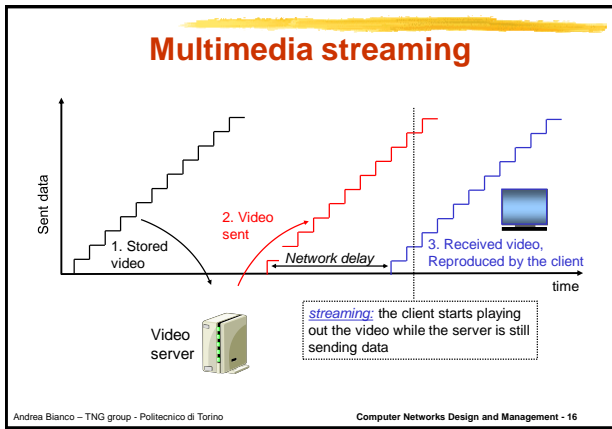 Multimedia streaming
Sent data
1. Stored
video
2. Video
sent
Network delay
3. Received video,
Reproduced by the client
time
Video
server
streaming: the client starts playing
out the video while the server is still
sending data
Andrea Bianco – TNG group - Politecnico di Torino
Computer Networks Design and Management - 16